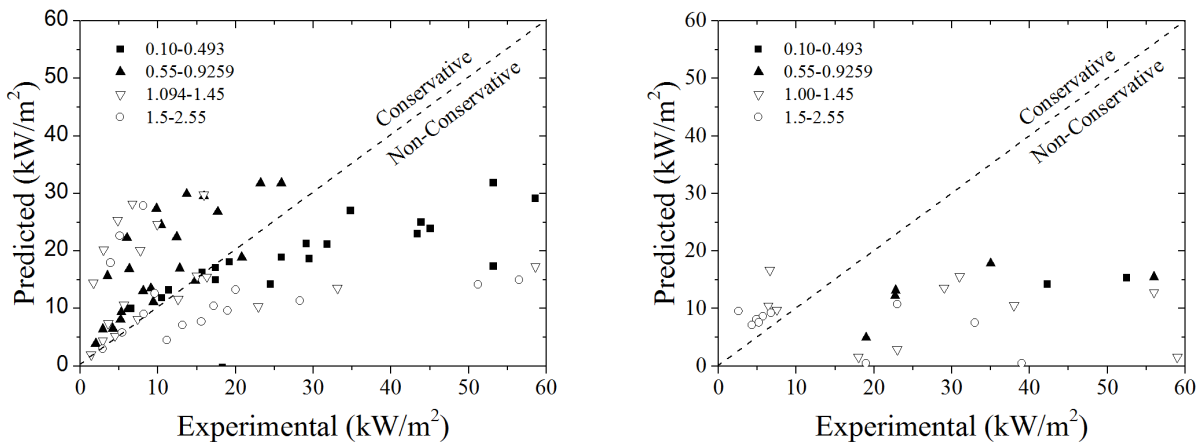 60
50
40
30
20
10
0
Predicted (kW/m²)
0.10-0.493
0.55-0.9259
1.094-1.45
1.5-2.55
Conservative
Non-Conservative
0 10 20 30 40 50 60
Experimental (kW/m²)
60
50
40
30
20
10
0
Predicted (kW/m²)
0.10-0.493
0.55-0.9259
1.00-1.45
1.5-2.55
Conservative
Non-Conservative
0 10 20 30 40 50 60
Experimental (kW/m²)